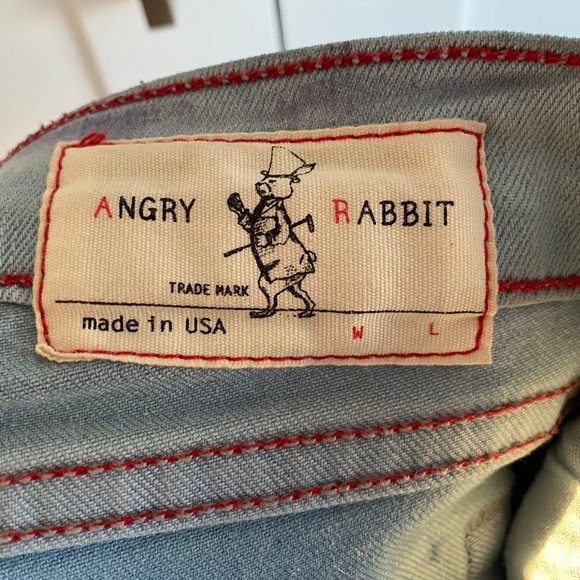 ANGRY RABBIT
TRADE MARK
made in USA W L